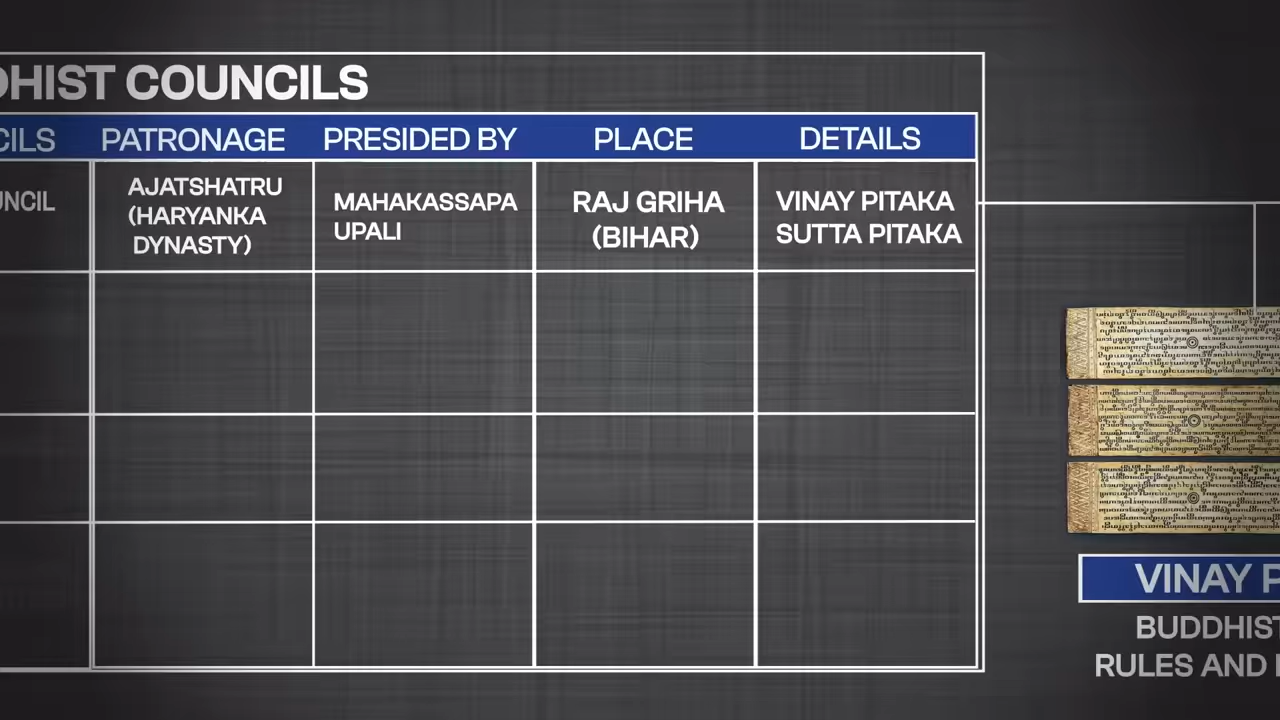 DHIST COUNCILS
CILS PATRONAGE PRESIDED BY PLACE DETAILS
UNCIL
AJATSHATRU
(HARYANKA
DYNASTY)
MAHAKASSAPA
UPALI
RAJ GRIHA
(BIHAR)
VINAY PITAKA
SUTTA PITAKA
VINAY P
BUDDHIST
RULES AND